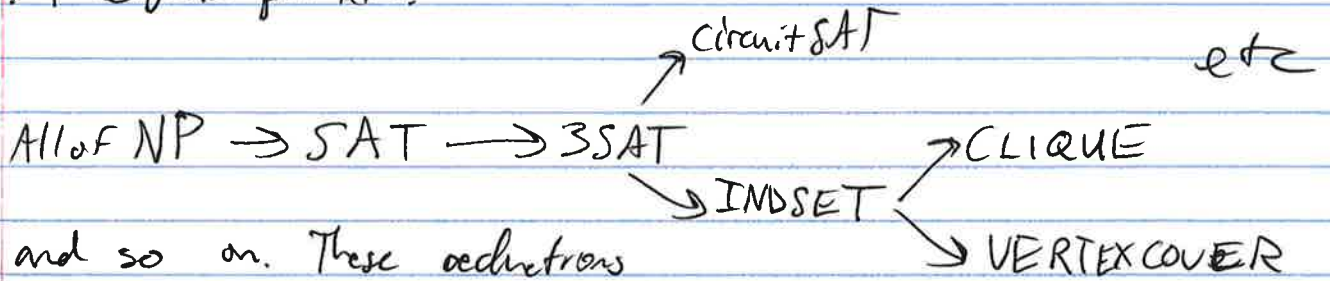 CircuitSAT
etc
All of NP → SAT → 3SAT
CLIQUE
INDSET
and so on. These reductions
VERTEXCOVER